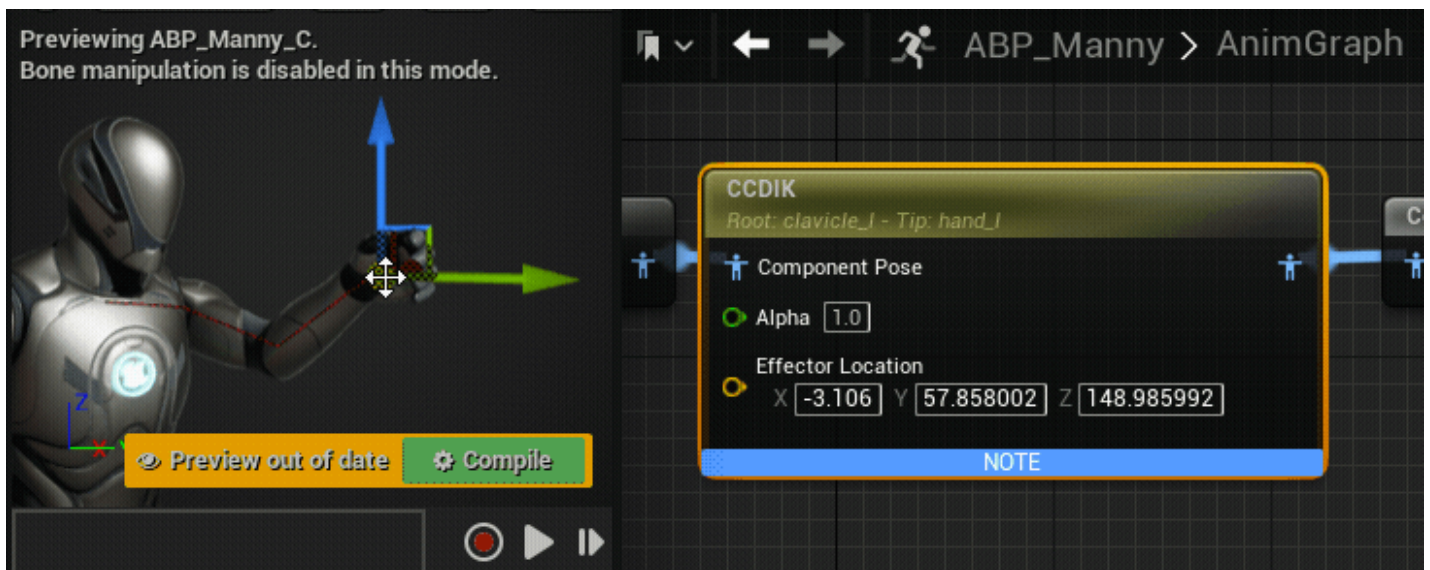 Previewing ABP_Manny_C.
Bone manipulation is disabled in this mode.
Z
X
Preview out of date
Compile
ABP_Manny > AnimGraph
CCDIK
Root: clavicle_l - Tip: hand_l
Component Pose
Alpha 1.0
Effector Location
X -3.106 Y 57.858002 Z 148.985992
NOTE